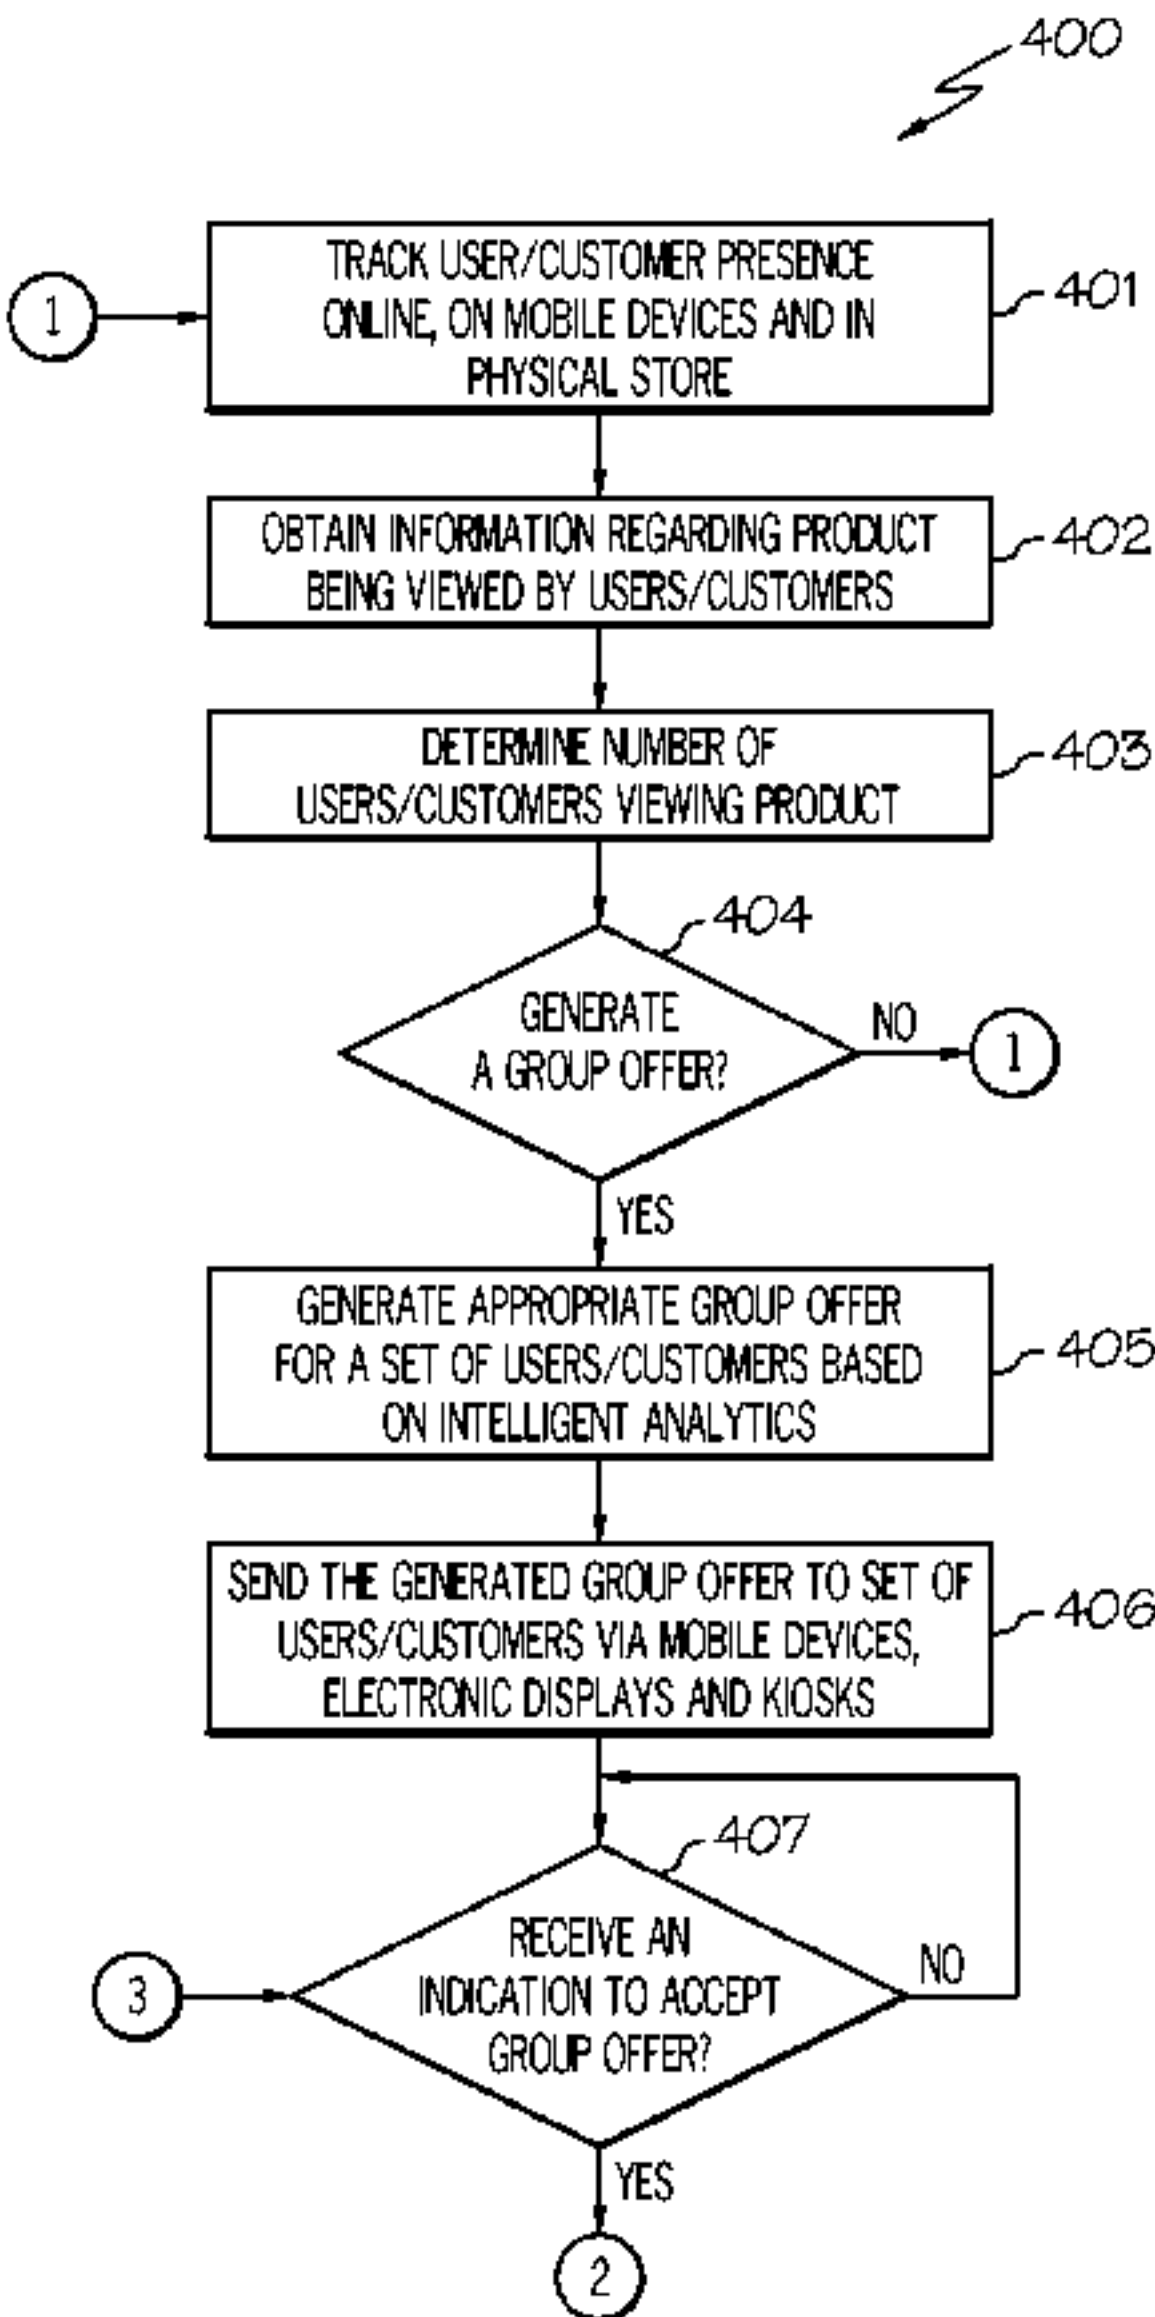 400
1
TRACK USER/CUSTOMER PRESENCE
ONLINE, ON MOBILE DEVICES AND IN
PHYSICAL STORE
401
OBTAIN INFORMATION REGARDING PRODUCT
BEING VIEWED BY USERS/CUSTOMERS
402
DETERMINE NUMBER OF
USERS/CUSTOMERS VIEWING PRODUCT
403
404
GENERATE
A GROUP OFFER?
NO
1
YES
GENERATE APPROPRIATE GROUP OFFER
FOR A SET OF USERS/CUSTOMERS BASED
ON INTELLIGENT ANALYTICS
405
SEND THE GENERATED GROUP OFFER TO SET OF
USERS/CUSTOMERS VIA MOBILE DEVICES,
ELECTRONIC DISPLAYS AND KIOSKS
406
407
3
RECEIVE AN
INDICATION TO ACCEPT
GROUP OFFER?
NO
YES
2